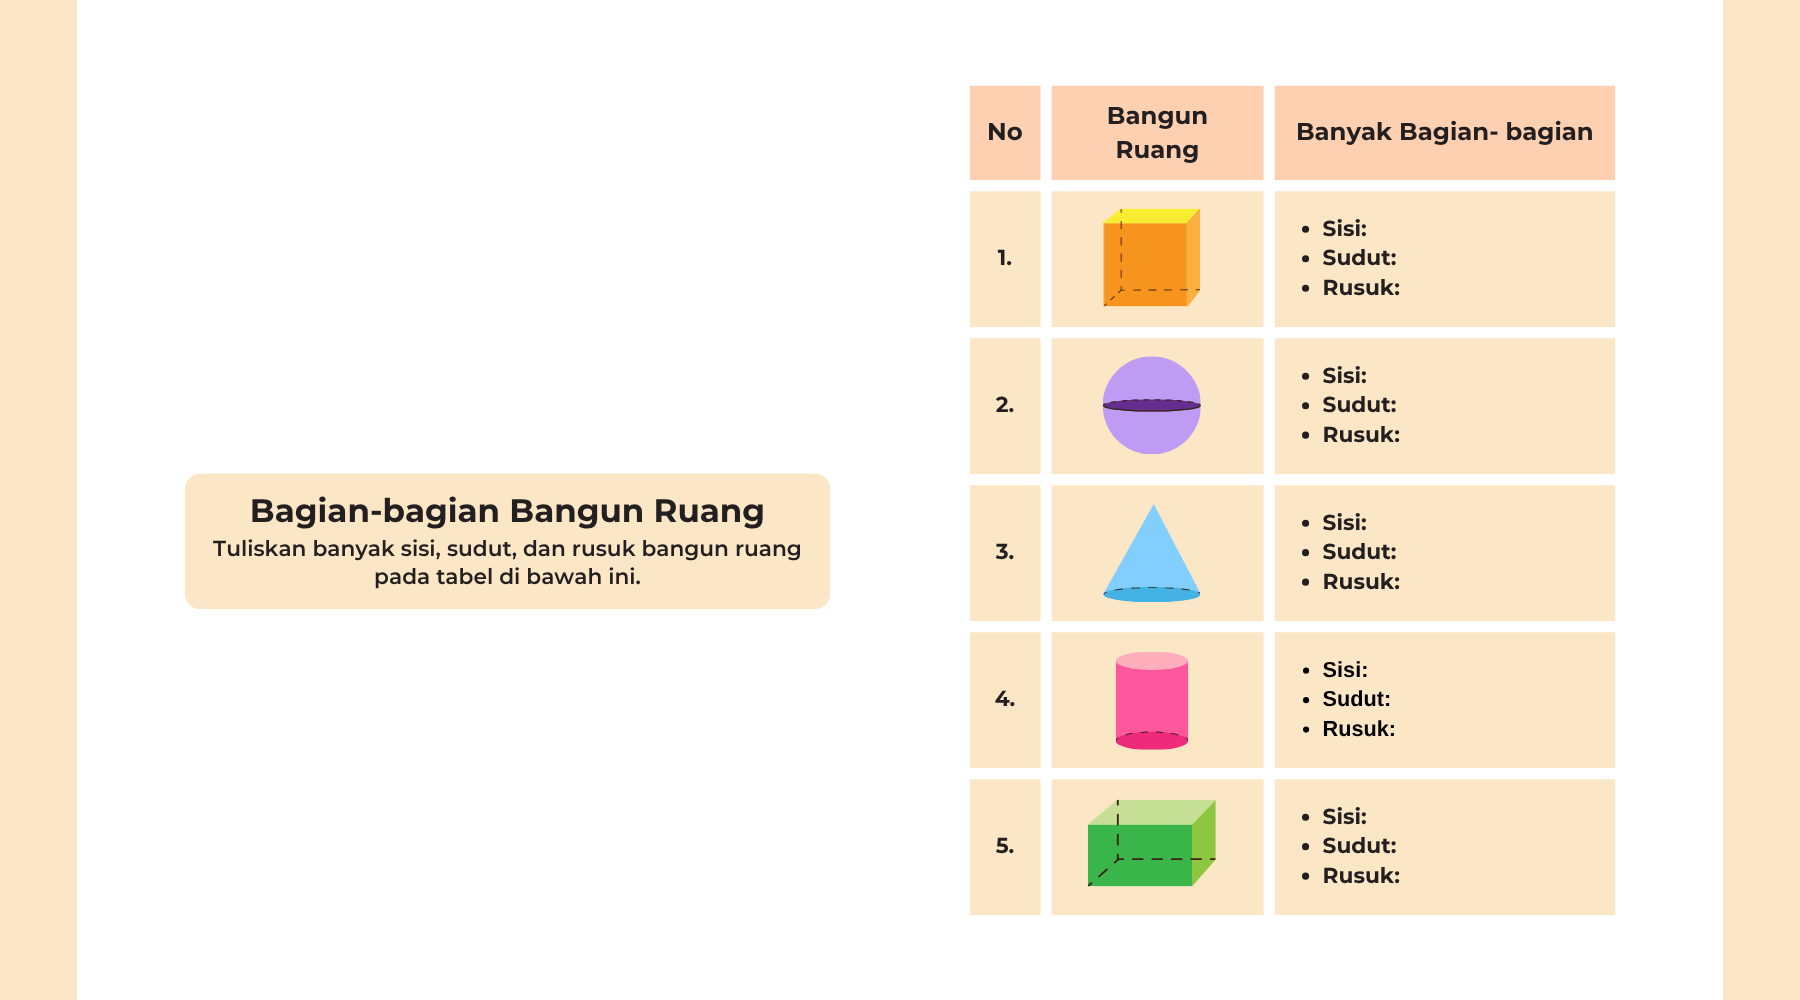 Bagian-bagian Bangun Ruang
Tuliskan banyak sisi, sudut, dan rusuk bangun ruang
pada tabel di bawah ini.
No
Bangun
Ruang
Banyak Bagian- bagian
1.
• Sisi:
• Sudut:
• Rusuk:
2.
• Sisi:
• Sudut:
• Rusuk:
3.
• Sisi:
• Sudut:
• Rusuk:
4.
• Sisi:
• Sudut:
• Rusuk:
5.
• Sisi:
• Sudut:
• Rusuk: